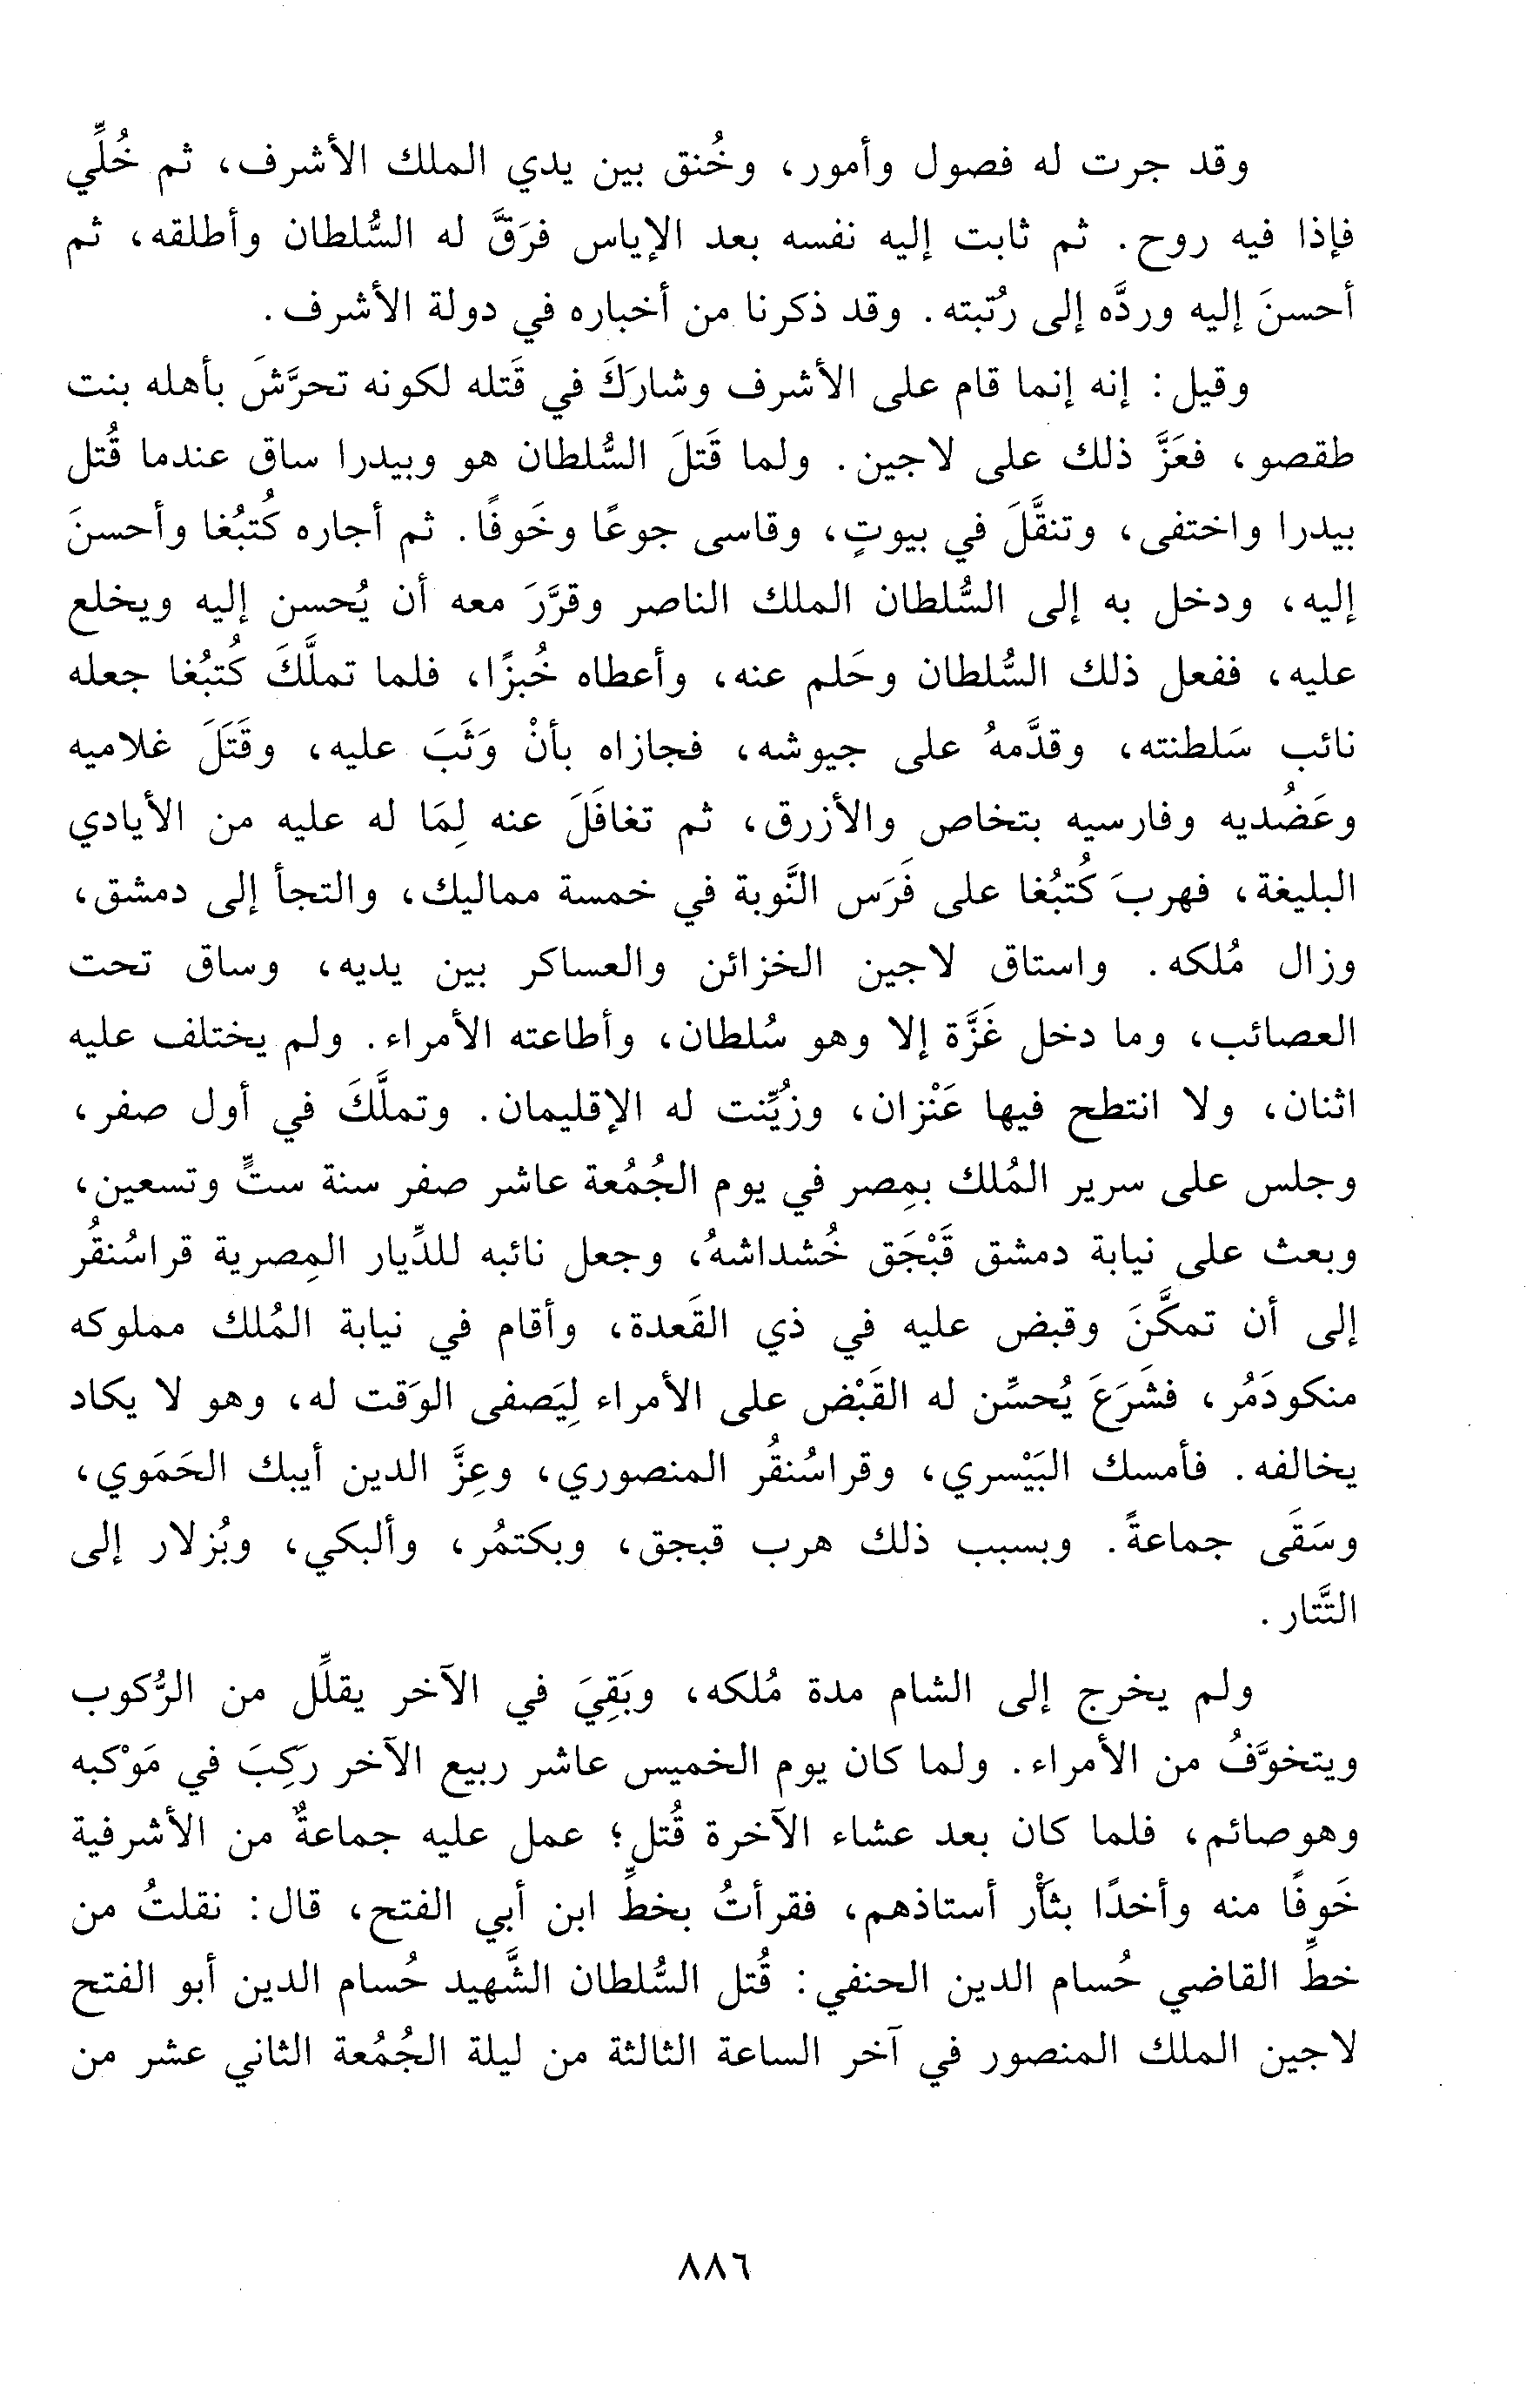 وقد جرت له فصول وأمور، وخُنق بين يدي الملك الأشرف، ثم خُلِّي
فإذا فيه روح. ثم ثابت إليه نفسه بعد الإياس فرَقَّ له السُّلطان وأطلقه، ثم
أحسنَ إليه وردَّه إلى رُتبته. وقد ذكرنا من أخباره في دولة الأشرف.
وقيل: إنه إنما قام على الأشرف وشارَكَ في قَتله لكونه تحرَّشَ بأهله بنت
طقصو، فعَزَّ ذلك على لاجين. ولما قَتلَ السُّلطان هو وبيدرا ساق عندما قُتل
بيدرا واختفى، وتنقَّلَ في بيوتٍ، وقاسى جوعًا وخَوفًا. ثم أجاره كُتبُغا وأحسنَ
إليه، ودخل به إلى السُّلطان الملك الناصر وقرَّرَ معه أن يُحسن إليه ويخلع
عليه، ففعل ذلك السُّلطان وحَلم عنه، وأعطاه خُبزًا، فلما تملَّكَ كُتبُغا جعله
نائب سَلطنته، وقدَّمهُ على جيوشه، فجازاه بأنْ وَثَبَ عليه، وقَتَلَ غلاميه
وعَضُديه وفارسيه بتخاص والأزرق، ثم تغافَلَ عنه لِمَا له عليه من الأيادي
البليغة، فهربَ كُتبُغا على فَرَس النَّوبة في خمسة مماليك، والتجأ إلى دمشق،
وزال مُلكه. واستاق لاجين الخزائن والعساكر بين يديه، وساق تحت
العصائب، وما دخل غَزَّة إلا وهو سُلطان، وأطاعته الأمراء. ولم يختلف عليه
اثنان، ولا انتطح فيها عَنْزان، وزُيِّنت له الإقليمان. وتملَّكَ في أول صفر،
وجلس على سرير المُلك بمِصر في يوم الجُمُعة عاشر صفر سنة ستٍّ وتسعين،
وبعث على نيابة دمشق قَبْجَق خُشداشهُ، وجعل نائبه للدِّيار المِصرية قراسُنقُر
إلى أن تمكَّنَ وقبض عليه في ذي القَعدة، وأقام في نيابة المُلك مملوكه
منكودَمُر، فشَرَعَ يُحسِّن له القَبْض على الأمراء لِيَصفى الوَقت له، وهو لا يكاد
يخالفه. فأمسك البَيْسري، وقراسُنقُر المنصوري، وعِزَّ الدين أيبك الحَمَوي،
وسَقَى جماعةً. وبسبب ذلك هرب قبجق، وبكتمُر، وألبكي، وبُزلار إلى
التَّتار.
ولم يخرج إلى الشام مدة مُلكه، وبَقِيَ في الآخر يقلِّل من الرُّكوب
ويتخوَّفُ من الأمراء. ولما كان يوم الخميس عاشر ربيع الآخر رَكِبَ في مَوْكبه
وهوصائم، فلما كان بعد عشاء الآخرة قُتل؛ عمل عليه جماعةٌ من الأشرفية
خَوفًا منه وأخذًا بثَأْر أستاذهم، فقرأتُ بخطِّ ابن أبي الفتح، قال: نقلتُ من
خطِّ القاضي حُسام الدين الحنفي: قُتل السُّلطان الشَّهيد حُسام الدين أبو الفتح
لاجين الملك المنصور في آخر الساعة الثالثة من ليلة الجُمُعة الثاني عشر من
٨٨٦